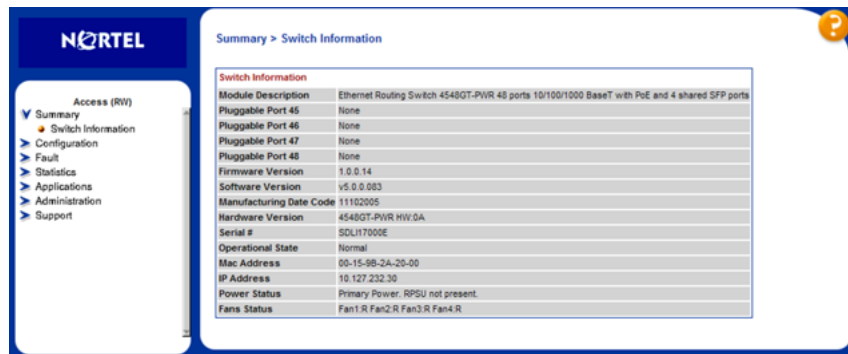 NORTEL
Access (RW)
Summary
Switch Information
Configuration
Fault
Statistics
Applications
Administration
Support
Summary > Switch Information
?
Switch Information
Module Description Ethernet Routing Switch 4548GT-PWR 48 ports 10/100/1000 BaseT with PoE and 4 shared SFP ports
Pluggable Port 45 None
Pluggable Port 46 None
Pluggable Port 47 None
Pluggable Port 48 None
Firmware Version 1.0.0.14
Software Version v5.0.0.083
Manufacturing Date Code 11102005
Hardware Version 4548GT-PWR HW:0A
Serial # SDLI17000E
Operational State Normal
Mac Address 00-15-9B-2A-20-00
IP Address 10.127.232.30
Power Status Primary Power. RPSU not present.
Fans Status Fan1:R Fan2:R Fan3:R Fan4:R